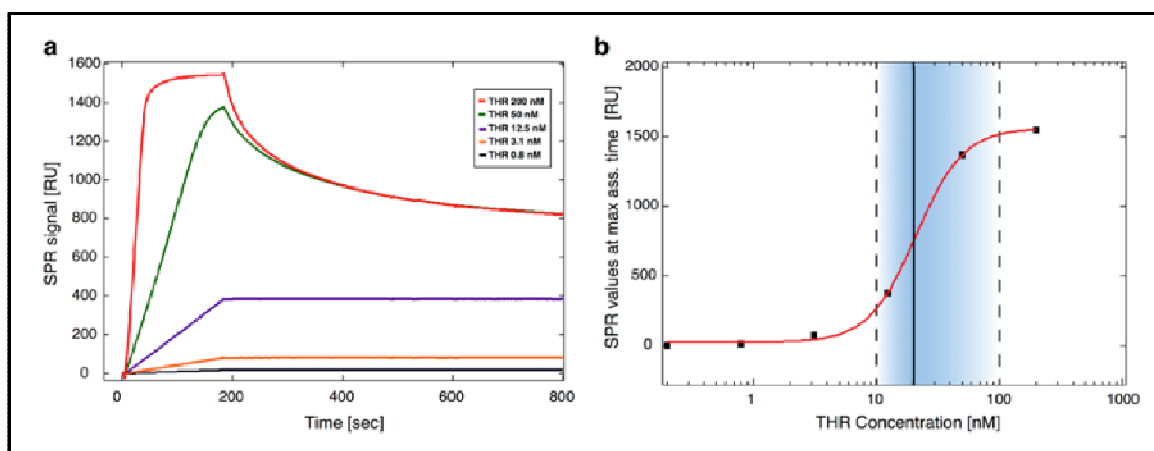 a
1600
1400
1200
1000
800
600
400
200
0
SPR signal [RU]
THR 200 nM
THR 50 nM
THR 12.5 nM
THR 3.1 nM
THR 0.8 nM
0 200 400 600 800
Time [sec]
b
2000
1500
1000
500
0
SPR values at max ass. time [RU]
1 10 100 1000
THR Concentration [nM]